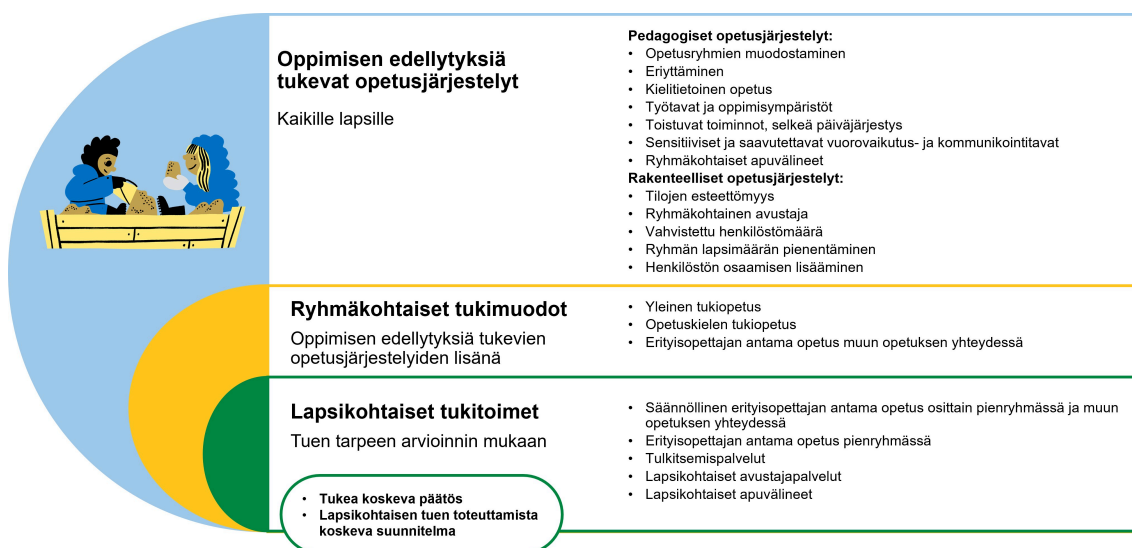 Oppimisen edellytyksiä
tukevat opetusjärjestelyt
Kaikille lapsille
Pedagogiset opetusjärjestelyt:
• Opetusryhmien muodostaminen
• Eriyttäminen
• Kielitietoinen opetus
• Työtavat ja oppimisympäristöt
• Toistuvat toiminnot, selkeä päiväjärjestys
• Sensitiiviset ja saavutettavat vuorovaikutus- ja kommunikointitavat
• Ryhmäkohtaiset apuvälineet
Rakenteelliset opetusjärjestelyt:
• Tilojen esteettömyys
• Ryhmäkohtainen avustaja
• Vahvistettu henkilöstömäärä
• Ryhmän lapsimäärän pienentäminen
• Henkilöstön osaamisen lisääminen
Ryhmäkohtaiset tukimuodot
Oppimisen edellytyksiä tukevien
opetusjärjestelyiden lisänä
• Yleinen tukiopetus
• Opetuskielen tukiopetus
• Erityisopettajan antama opetus muun opetuksen yhteydessä
Lapsikohtaiset tukitoimet
Tuen tarpeen arvioinnin mukaan
• Tukea koskeva päätös
• Lapsikohtaisen tuen toteuttamista
koskeva suunnitelma
• Säännöllinen erityisopettajan antama opetus osittain pienryhmässä ja muun
opetuksen yhteydessä
• Erityisopettajan antama opetus pienryhmässä
• Tulkitsemispalvelut
• Lapsikohtaiset avustajapalvelut
• Lapsikohtaiset apuvälineet